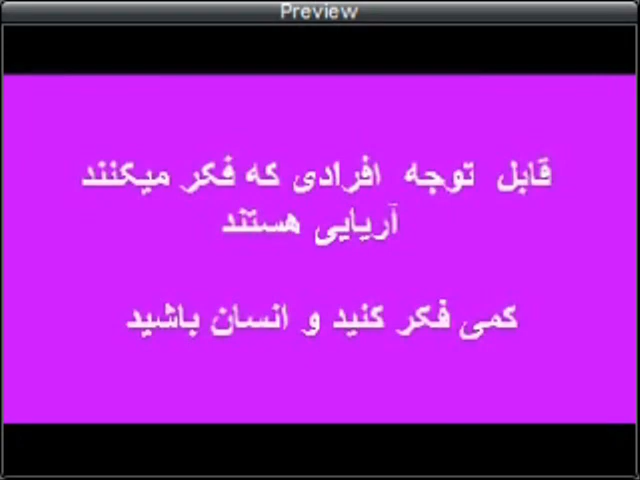 Preview
قابل توجه افرادی که فکر میکنند
آریایی هستند
کمی فکر کنید و انسان باشید